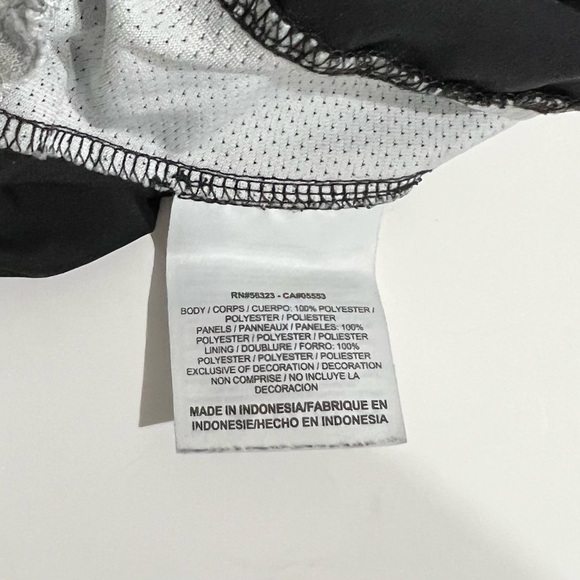 RN#56323 - CA#05553
BODY / CORPS / CUERPO: 100% POLYESTER /
POLYESTER / POLIESTER
PANELS / PANNEAUX / PANELES: 100%
POLYESTER / POLYESTER / POLIESTER
LINING / DOUBLURE / FORRO: 100%
POLYESTER / POLYESTER / POLIESTER
EXCLUSIVE OF DECORATION / DECORATION
NON COMPRISE / NO INCLUYE LA
DECORACION
MADE IN INDONESIA/FABRIQUE EN
INDONESIE/HECHO EN INDONESIA